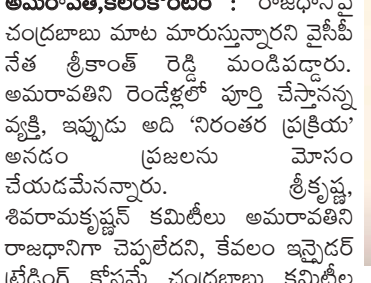 అమరావతి,కలంకొరటరీ : రాజధానిపై
చంద్రబాబు మాట మారుస్తున్నారని వైసీపీ
నేత శ్రీకాంత్ రెడ్డి మండిపడ్డారు.
అమరావతిని రెండేళ్లలో పూర్తి చేస్తానన్న
వ్యక్తి, ఇప్పుడు అది ‘నిరంతర ప్రక్రియ’
అనడం ప్రజలను మోసం
చేయడమేనన్నారు. శ్రీకృష్ణ,
శివరామకృష్ణన్ కమిటీలు అమరావతిని
రాజధానిగా చెప్పలేదని, కేవలం ఇన్సైడర్
ట్రేడింగ్ కోసమే చంద్రబాబు కమిటీల